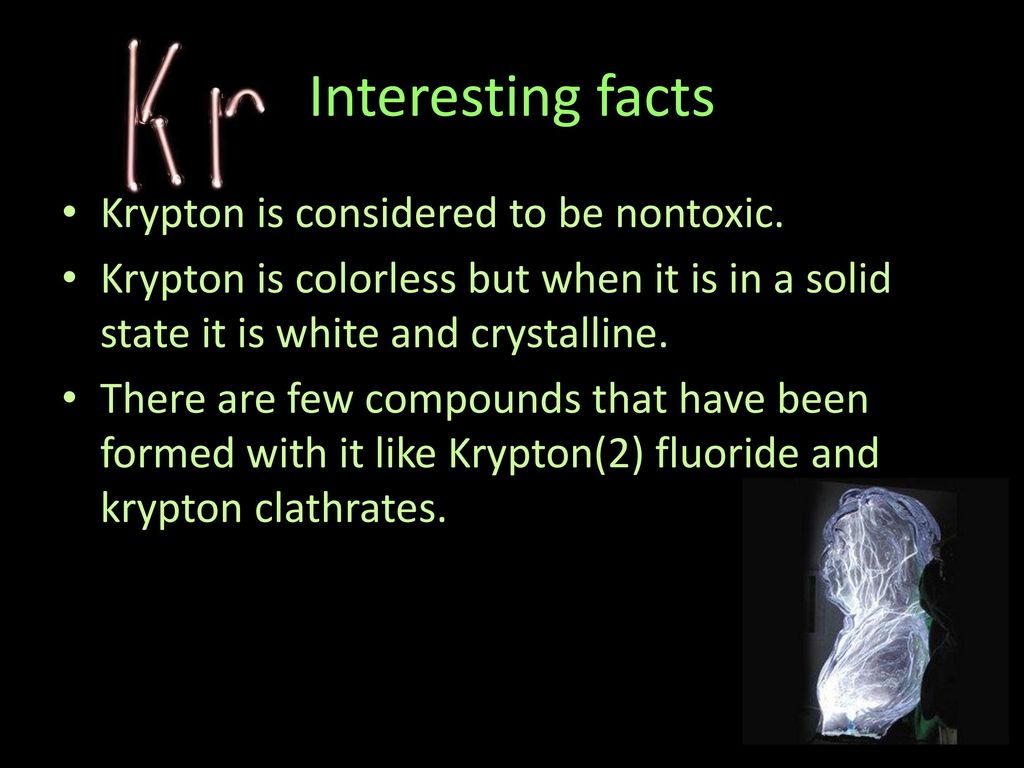 Kr
Interesting facts
• Krypton is considered to be nontoxic.
• Krypton is colorless but when it is in a solid
state it is white and crystalline.
• There are few compounds that have been
formed with it like Krypton(2) fluoride and
krypton clathrates.